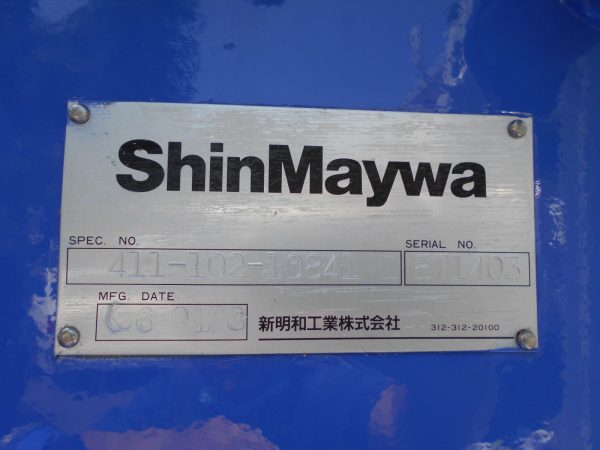 ShinMaywa
SPEC. NO. SERIAL NO.
411-102-10841
MFG. DATE
新明和工業株式会社 312-312-20100